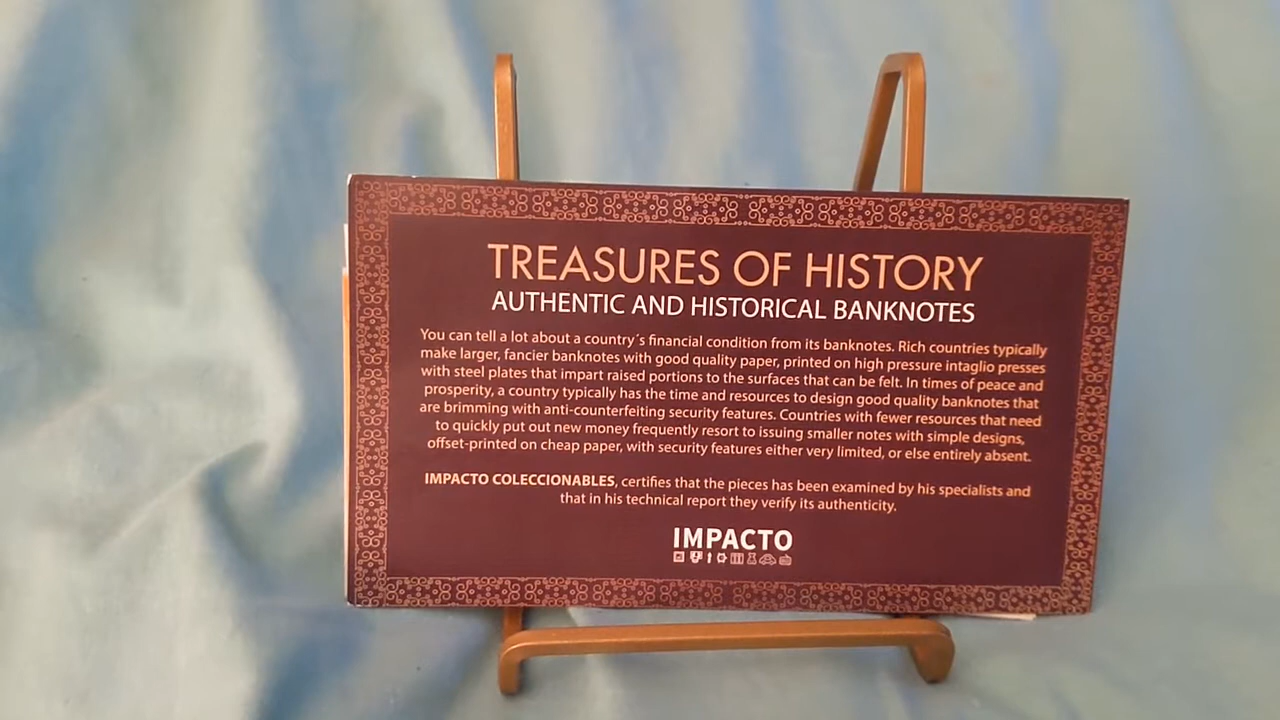 TREASURES OF HISTORY
AUTHENTIC AND HISTORICAL BANKNOTES
You can tell a lot about a country´s financial condition from its banknotes. Rich countries typically
make larger, fancier banknotes with good quality paper, printed on high pressure intaglio presses
with steel plates that impart raised portions to the surfaces that can be felt. In times of peace and
prosperity, a country typically has the time and resources to design good quality banknotes that
are brimming with anti-counterfeiting security features. Countries with fewer resources that need
to quickly put out new money frequently resort to issuing smaller notes with simple designs,
offset-printed on cheap paper, with security features either very limited, or else entirely absent.
IMPACTO COLECCIONABLES, certifies that the pieces has been examined by his specialists and
that in his technical report they verify its authenticity.
IMPACTO